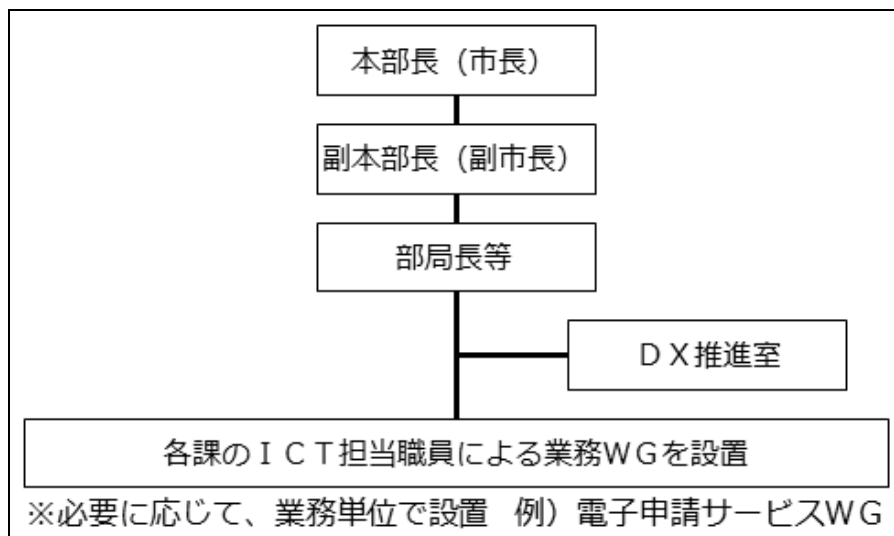 本部長（市長）
副本部長（副市長）
部局長等
ＤＸ推進室
各課のＩＣＴ担当職員による業務ＷＧを設置
※必要に応じて、業務単位で設置　例）電子申請サービスＷＧ